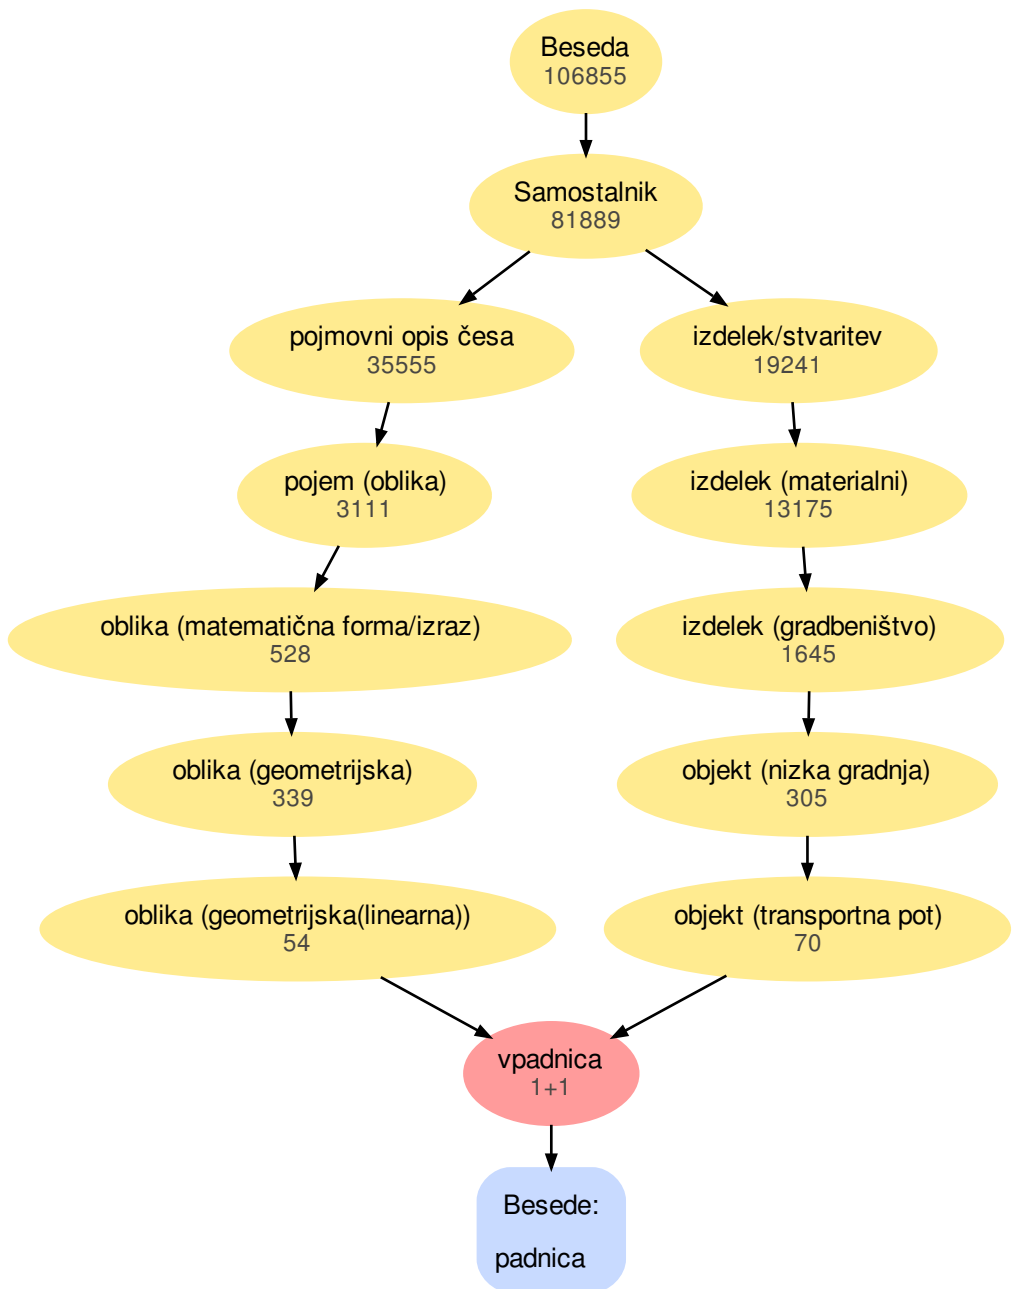 Beseda
106855
Samostalnik
81889
pojmovni opis česa
35555
izdelek/stvaritev
19241
pojem (oblika)
3111
izdelek (materialni)
13175
oblika (matematična forma/izraz)
528
izdelek (gradbeništvo)
1645
oblika (geometrijska)
339
objekt (nizka gradnja)
305
oblika (geometrijska(linearna))
54
objekt (transportna pot)
70
vpadnica
1+1
Besede:
padnica